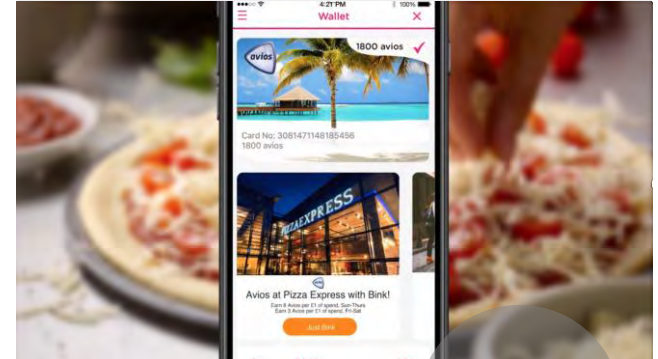 4:21 PM 100%
Wallet
avios
1800 avios
Card No: 3081471148185456
1800 avios
PIZZAEXPRESS
Avios at Pizza Express with Bink!
Earn 6 Avios per £1 of spend, Sun-Thurs
Earn 3 Avios per £1 of spend, Fri-Sat
Just Bink